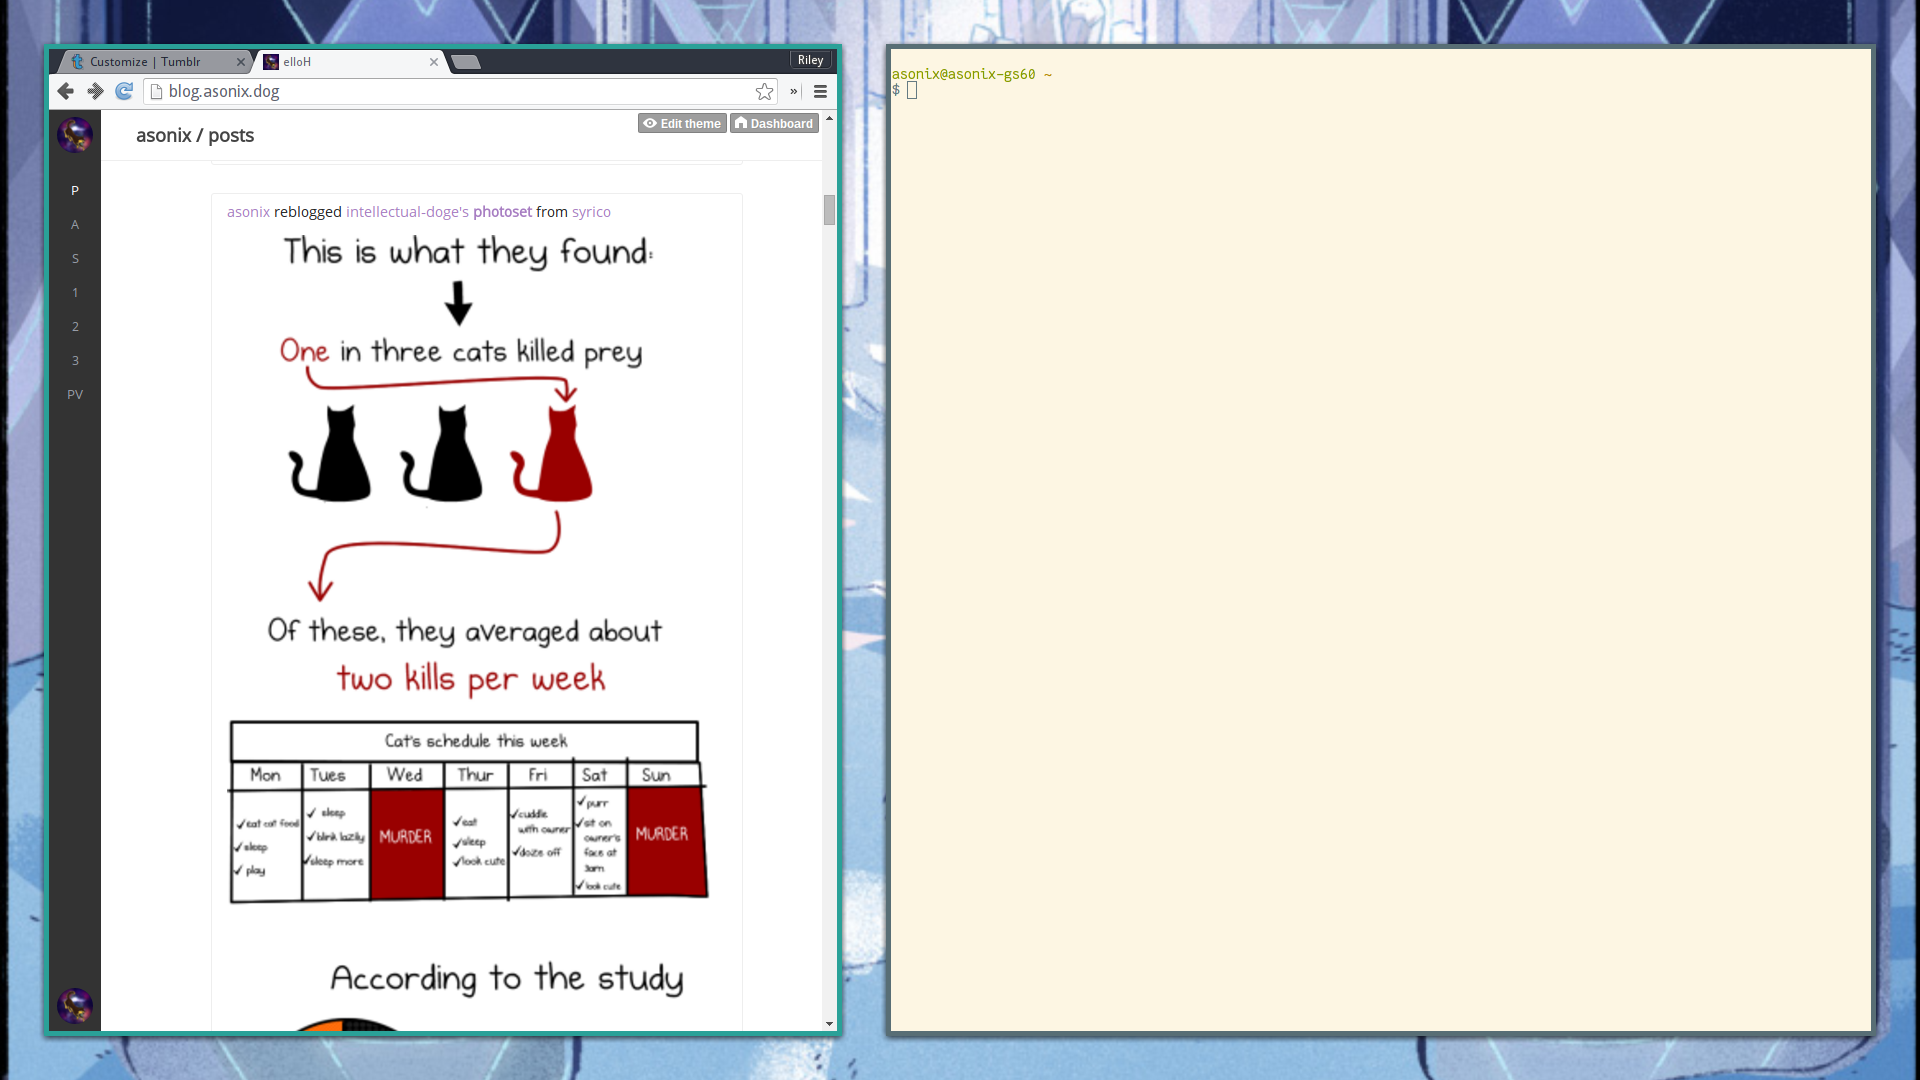 Customize | Tumblr
elloH
Riley
blog.asonix.dog
»
asonix / posts
Edit theme
Dashboard
P
A
S
1
2
3
PV
asonix reblogged intellectual-doge's photoset from syrico
This is what they found:
One in three cats killed prey
Of these, they averaged about
two kills per week
Cat's schedule this week
Mon Tues Wed Thur Fri Sat Sun
✓eat cat food
✓sleep
✓ play
✓ sleep
✓blink lazily
✓sleep more
MURDER
✓eat
✓sleep
✓look cute
✓cuddle
with owner
✓doze off
✓purr
✓sit on
owner's
face at
3am
✓look cute
MURDER
According to the study
asonix@asonix-gs60 ~
$